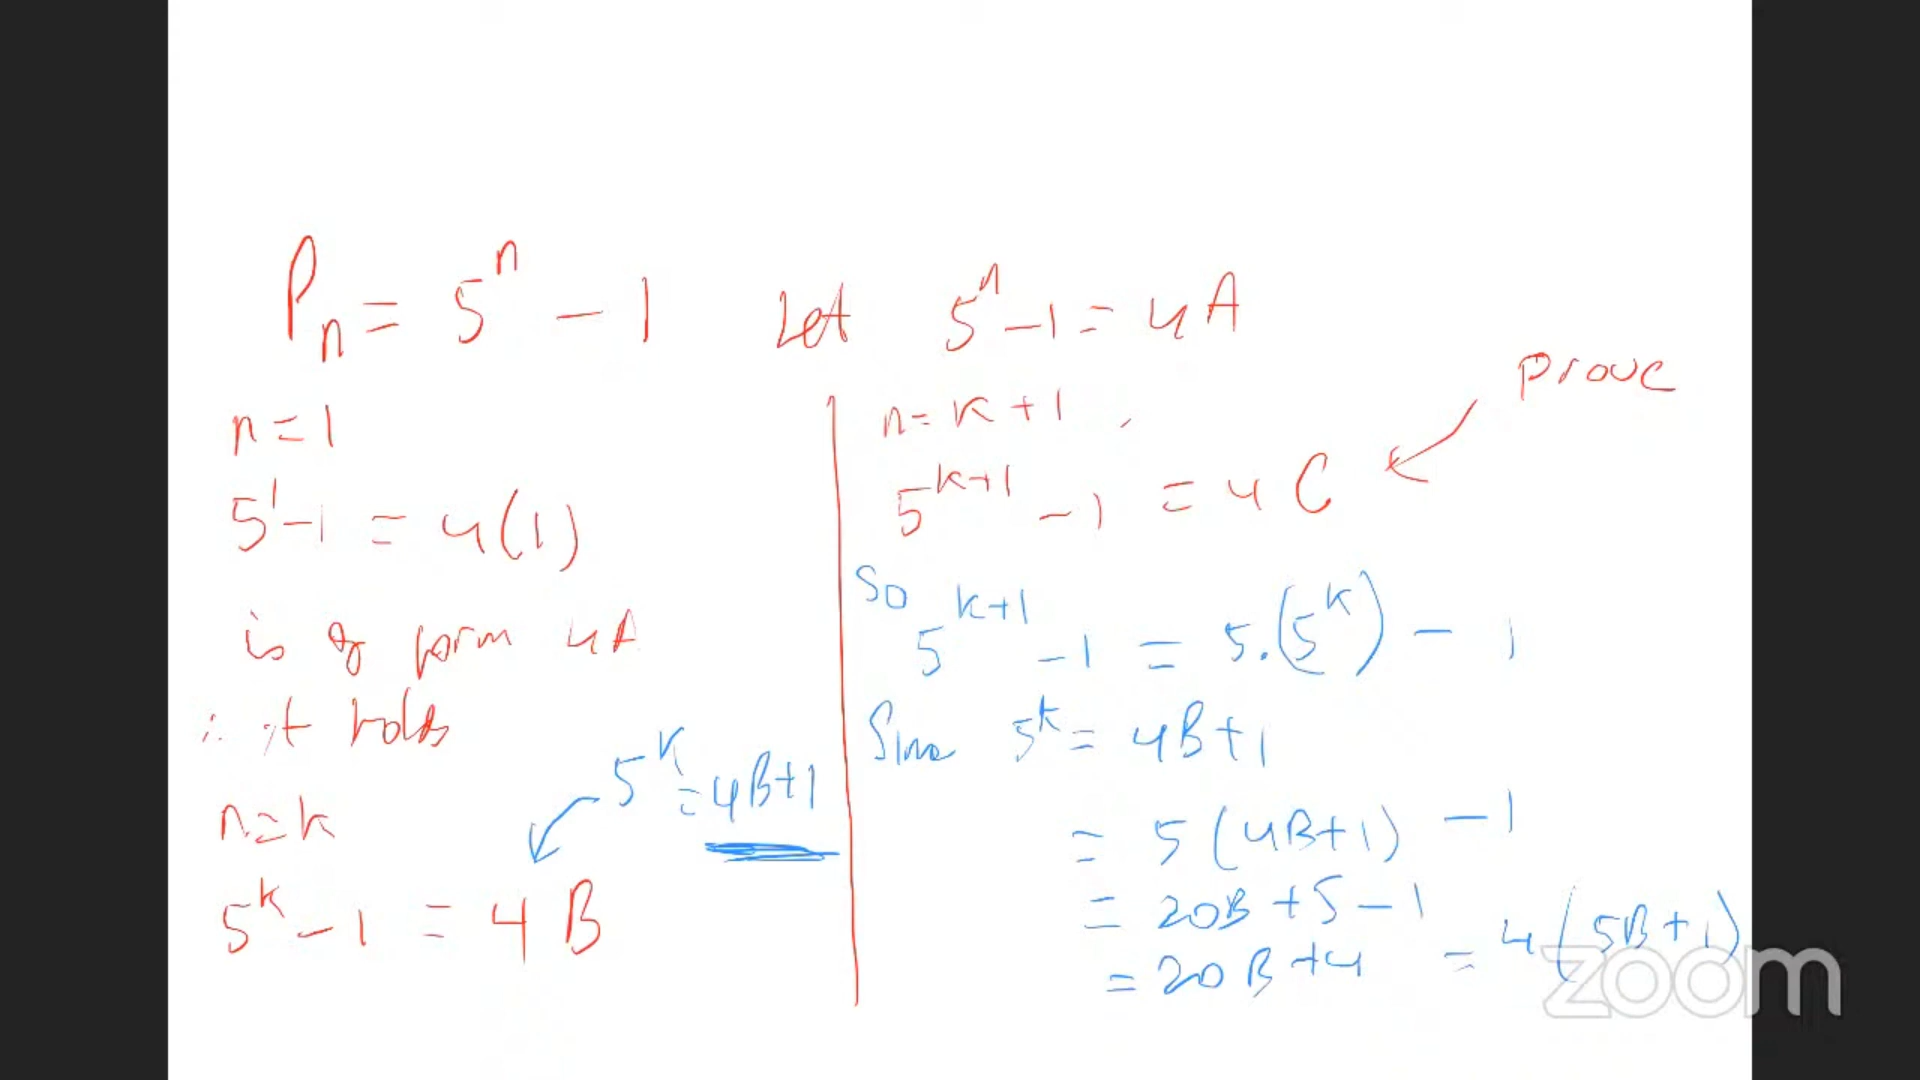 Pn = 5^n - 1 Let 5^n - 1 = 4A
n = 1
5^1 - 1 = 4(1)
is of form 4A
∴ it holds
n = k
5^k = 4B+1
5^k - 1 = 4B
prove
n = k + 1
5^(k+1) - 1 = 4C
So
5^(k+1) - 1 = 5.(5^k) - 1
Since 5^k = 4B+1
= 5(4B+1) - 1
= 20B + 5 - 1
= 20B + 4 = 4(5B+1)
zoom